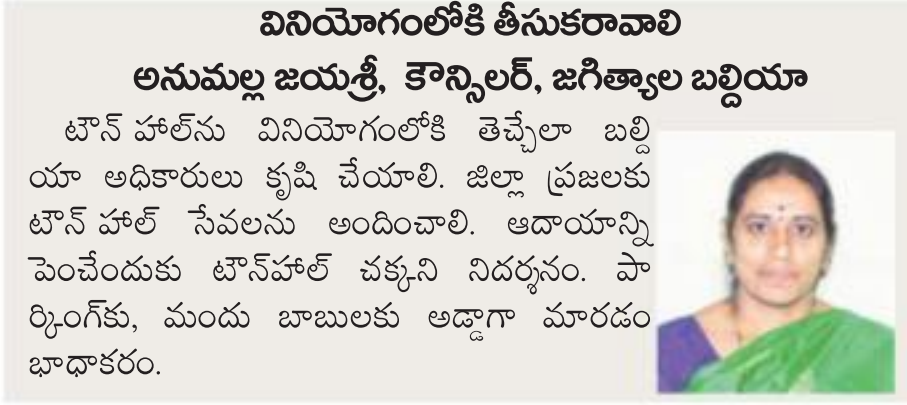 వినియోగంలోకి తీసుకరావాలి
అనుమల్ల జయశ్రీ, కౌన్సిలర్, జగిత్యాల బల్దియా
టౌన్ హాల్‌ను వినియోగంలోకి తెచ్చేలా బల్ది
యా అధికారులు కృషి చేయాలి. జిల్లా ప్రజలకు
టౌన్ హాల్ సేవలను అందించాలి. ఆదాయాన్ని
పెంచేందుకు టౌన్‌హాల్ చక్కని నిదర్శనం. పా
ర్కింగ్‌కు, మందు బాబులకు అడ్డాగా మారడం
భాధాకరం.